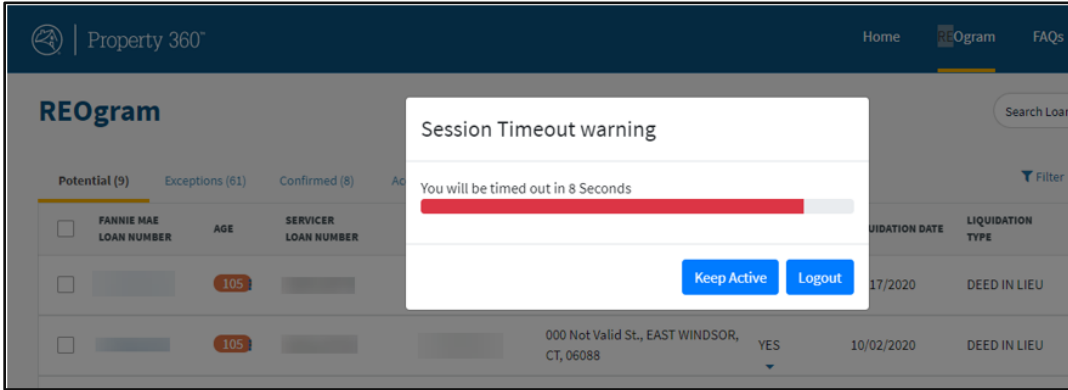 Property 360™
Home REOgram FAQs
REOgram
Search Loan
Session Timeout warning
Potential (9) Exceptions (61) Confirmed (8) Ac
Filter
You will be timed out in 8 Seconds
FANNIE MAE
LOAN NUMBER
AGE
SERVICER
LOAN NUMBER
UIDATION DATE
LIQUIDATION
TYPE
Keep Active Logout
105 17/2020 DEED IN LIEU
105 000 Not Valid St., EAST WINDSOR,
CT, 06088
YES 10/02/2020 DEED IN LIEU